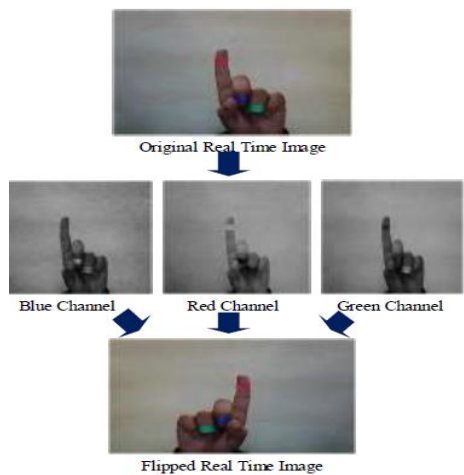 Original Real Time Image
Blue Channel
Red Channel
Green Channel
Flipped Real Time Image